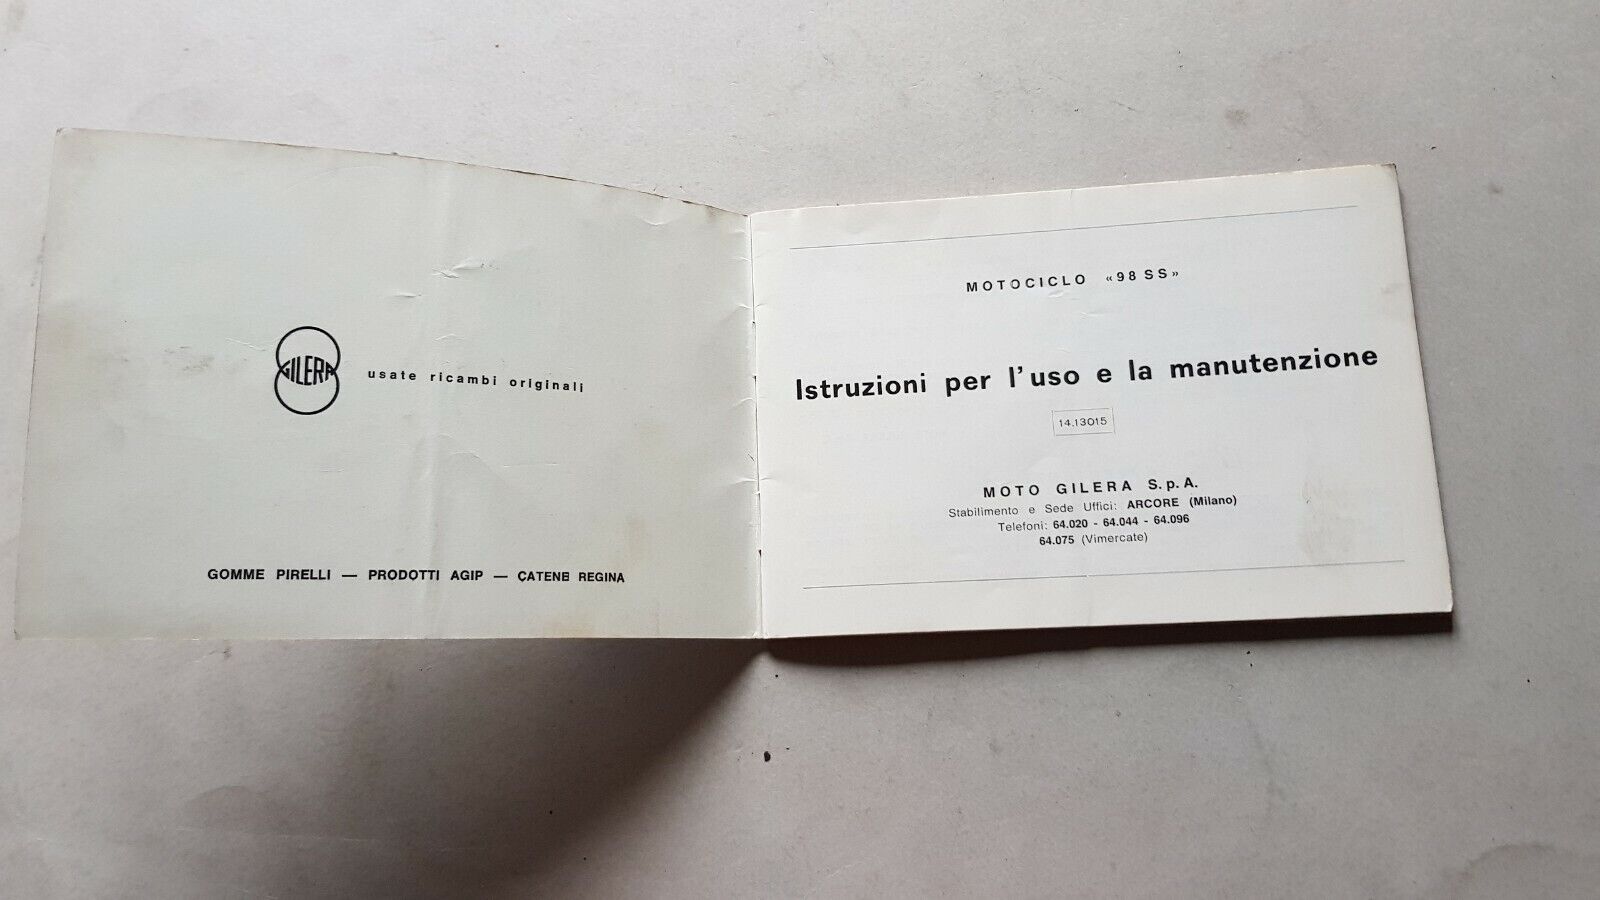 GILERA
usate ricambi originali
GOMME PIRELLI — PRODOTTI AGIP — CATENE REGINA
MOTOCICLO «98 SS»
Istruzioni per l'uso e la manutenzione
14.13015
MOTO GILERA S.p.A.
Stabilimento e Sede Uffici: ARCORE (Milano)
Telefoni: 64.020 - 64.044 - 64.096
64.075 (Vimercate)